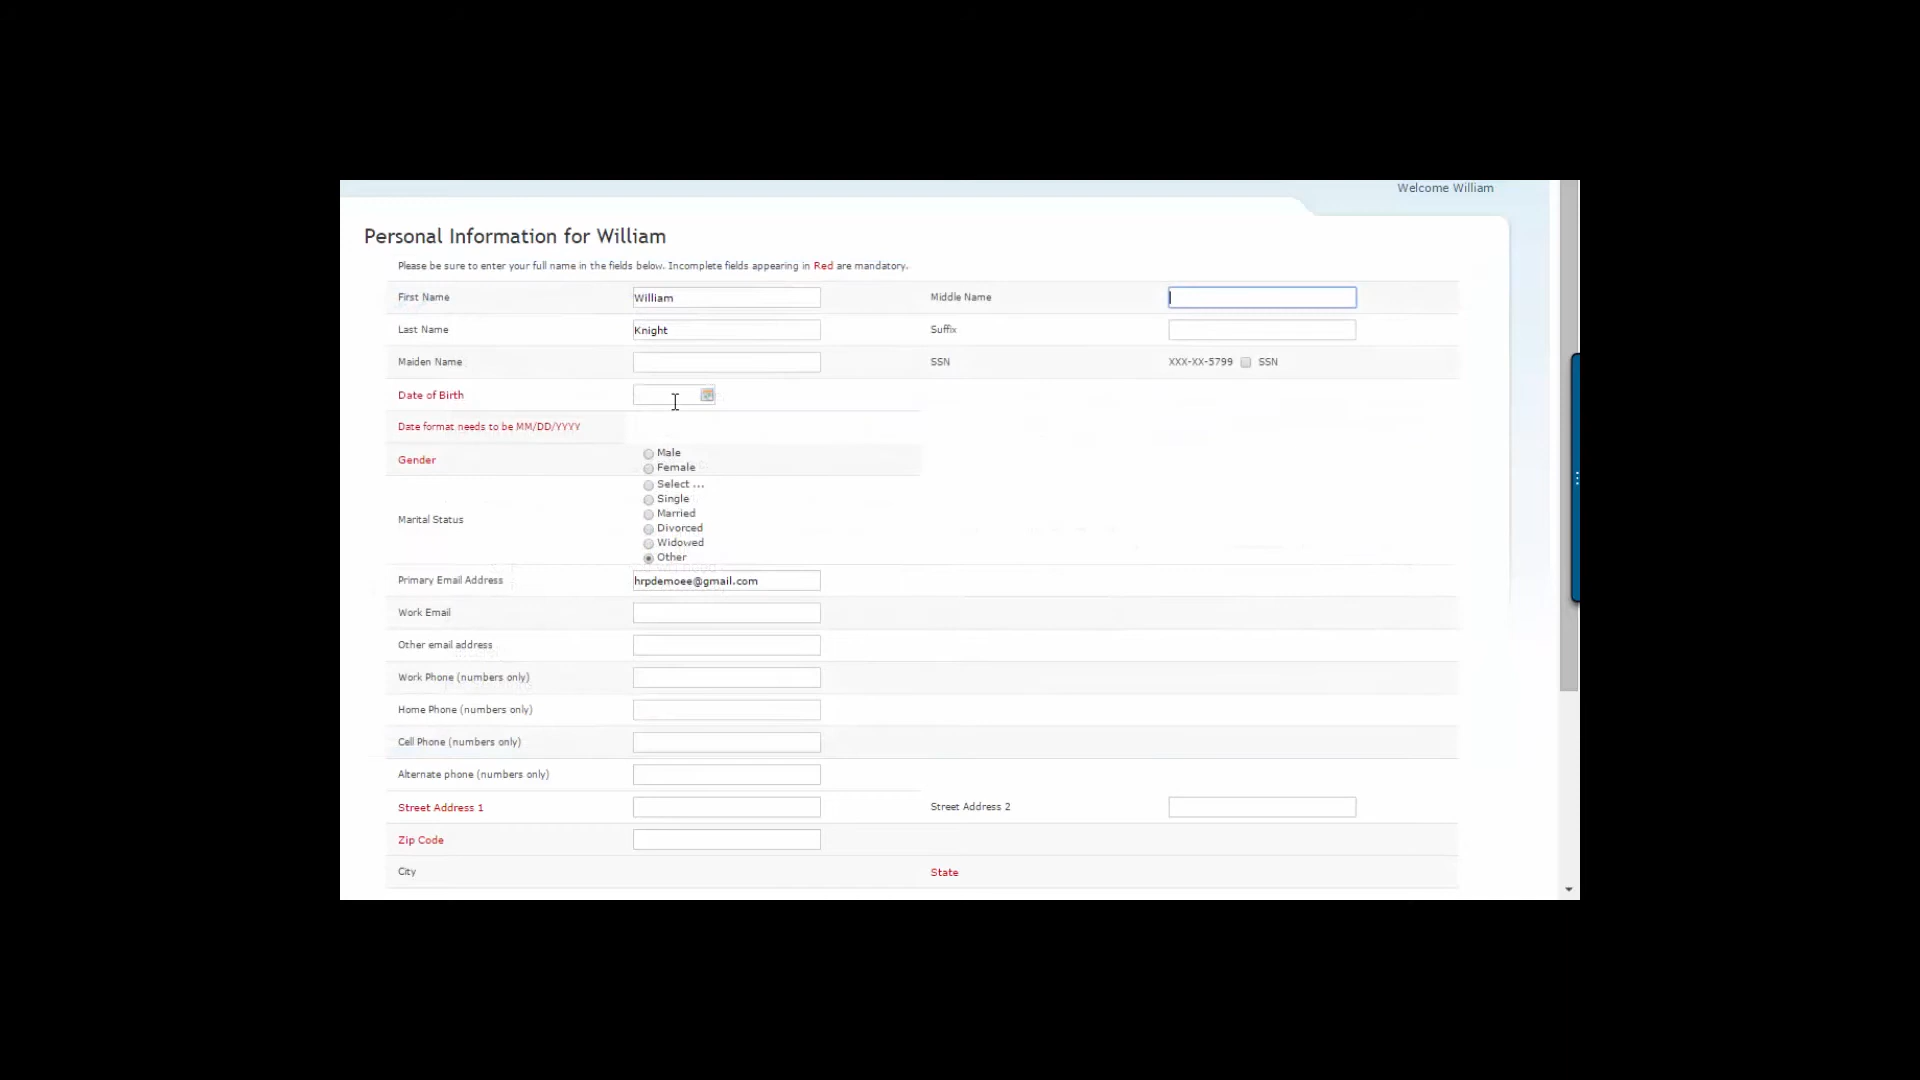 Welcome William
Personal Information for William
Please be sure to enter your full name in the fields below. Incomplete fields appearing in Red are mandatory.
First Name William Middle Name
Last Name Knight Suffix
Maiden Name SSN XXX-XX-5799 SSN
Date of Birth
Date format needs to be MM/DD/YYYY
Gender
Male
Female
Marital Status
Select ...
Single
Married
Divorced
Widowed
Other
Primary Email Address hrpdemoee@gmail.com
Work Email
Other email address
Work Phone (numbers only)
Home Phone (numbers only)
Cell Phone (numbers only)
Alternate phone (numbers only)
Street Address 1 Street Address 2
Zip Code
City State